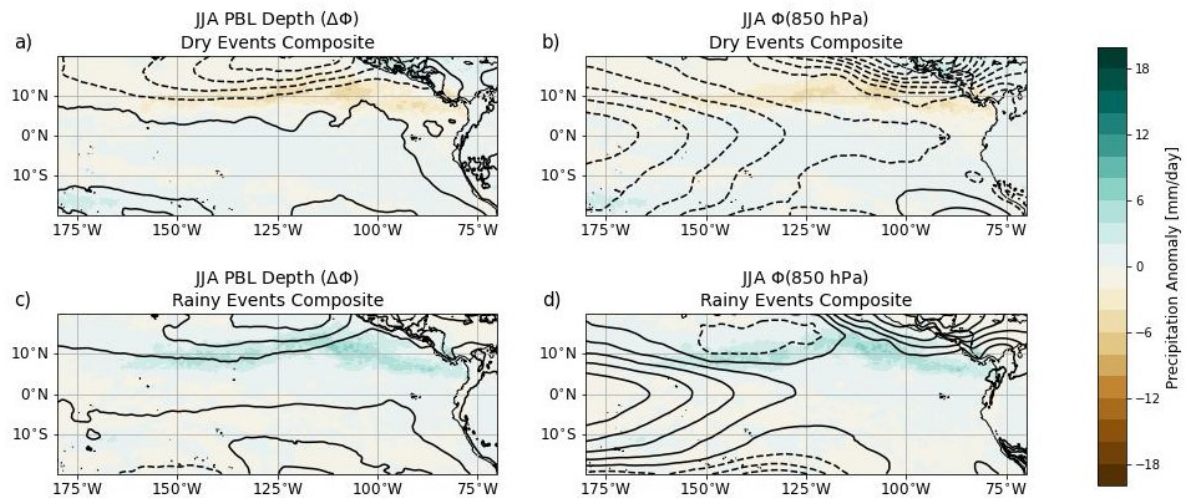 JJA PBL Depth (ΔΦ)
a)
Dry Events Composite
10°N
0°N
10°S
175°W
150°W
125°W
100°W
75°W
JJA Φ(850 hPa)
b)
Dry Events Composite
10°N
0°N
10°S
175°W
150°W
125°W
100°W
75°W
JJA PBL Depth (ΔΦ)
c)
Rainy Events Composite
10°N
0°N
10°S
175°W
150°W
125°W
100°W
75°W
JJA Φ(850 hPa)
d)
Rainy Events Composite
10°N
0°N
10°S
175°W
150°W
125°W
100°W
75°W
18
12
6
0
−6
−12
−18
Precipitation Anomaly [mm/day]